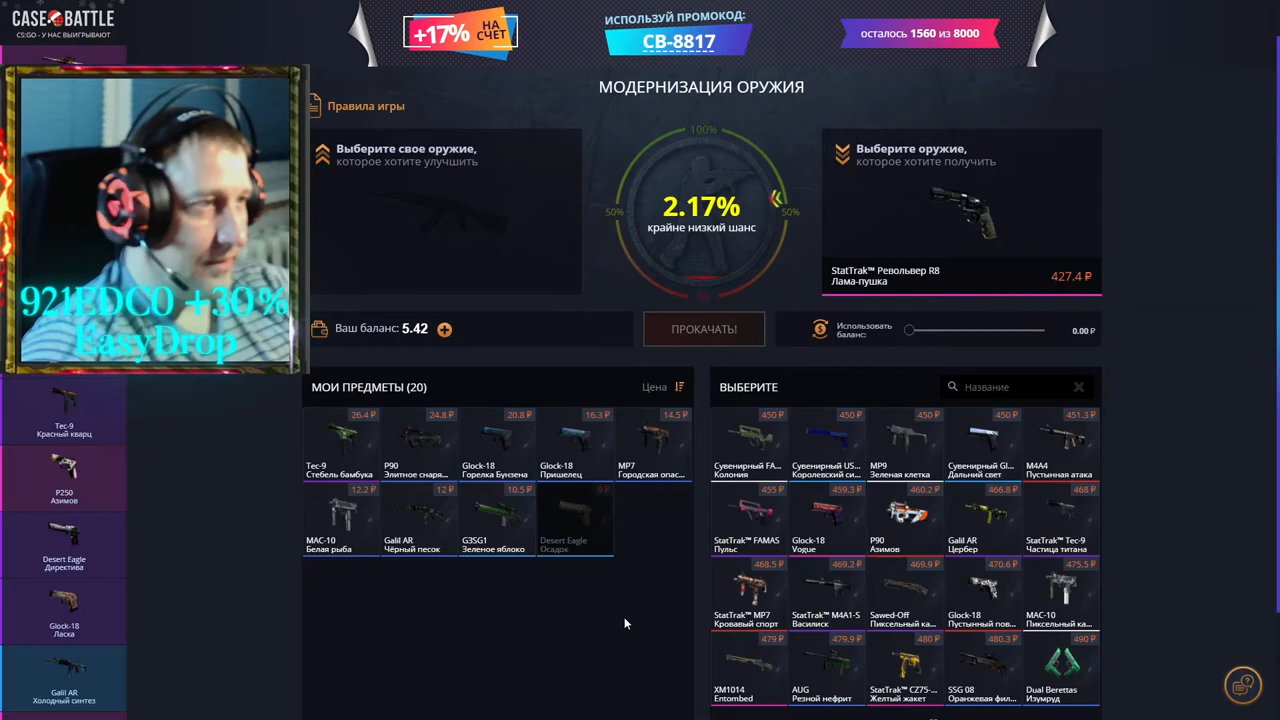 CASE BATTLE
CS:GO - У НАС ВЫИГРЫВАЮТ
+17% НА СЧЕТ
ИСПОЛЬЗУЙ ПРОМОКОД:
CB-8817
осталось 1560 из 8000
МОДЕРНИЗАЦИЯ ОРУЖИЯ
Правила игры
Выберите свое оружие,
которое хотите улучшить
100%
50%
2.17%
крайне низкий шанс
50%
0%
Выберите оружие,
которое хотите получить
StatTrak™ Револьвер R8
Лама-пушка
427.4 ₽
921EDC0 +30%
EasyDrop
Ваш баланс: 5.42
ПРОКАЧАТЬ!
Использовать
баланс:
0.00 ₽
МОИ ПРЕДМЕТЫ (20)
Цена
26.4 ₽
Tec-9
Стебель бамбука
24.8 ₽
P90
Элитное снаря...
20.8 ₽
Glock-18
Горелка Бунзена
16.3 ₽
Glock-18
Пришелец
14.5 ₽
MP7
Городская опас...
12.2 ₽
MAC-10
Белая рыба
12 ₽
Galil AR
Чёрный песок
10.5 ₽
G3SG1
Зеленое яблоко
9 ₽
Desert Eagle
Осадок
ВЫБЕРИТЕ
Название
450 ₽
Сувенирный FA...
Колония
450 ₽
Сувенирный US...
Королевский си...
450 ₽
MP9
Зеленая клетка
450 ₽
Сувенирный Gl...
Дальний свет
451.3 ₽
M4A4
Пустынная атака
455 ₽
StatTrak™ FAMAS
Пульс
459.3 ₽
Glock-18
Vogue
460.2 ₽
P90
Азимов
466.8 ₽
Galil AR
Цербер
468 ₽
StatTrak™ Tec-9
Частица титана
468.5 ₽
StatTrak™ MP7
Кровавый спорт
469.2 ₽
StatTrak™ M4A1-S
Василиск
469.9 ₽
Sawed-Off
Пиксельный ка...
470.6 ₽
Glock-18
Пустынный пов...
475.5 ₽
MAC-10
Пиксельный ка...
479 ₽
XM1014
Entombed
479.9 ₽
AUG
Резной нефрит
480 ₽
StatTrak™ CZ75-...
Желтый жакет
480.3 ₽
SSG 08
Оранжевая фил...
490 ₽
Dual Berettas
Изумруд
Tec-9
Красный кварц
P250
Азимов
Desert Eagle
Директива
Glock-18
Ласка
Galil AR
Холодный синтез